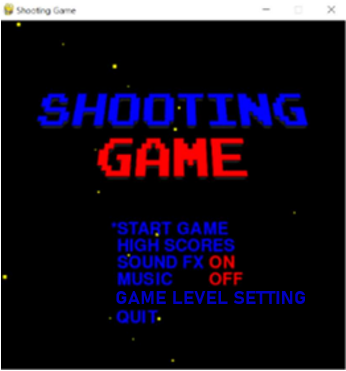 Shooting Game
SHOOTING
GAME
*START GAME
HIGH SCORES
SOUND FX ON
MUSIC OFF
GAME LEVEL SETTING
QUIT